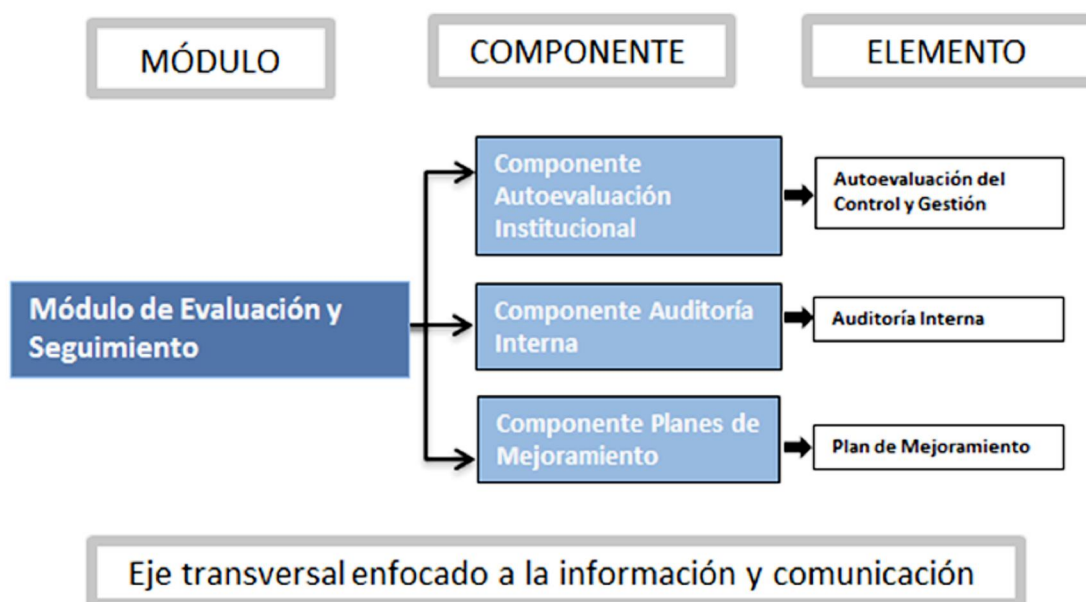 MÓDULO
COMPONENTE
ELEMENTO
Componente
Autoevaluación
Institucional
Autoevaluación del
Control y Gestión
Módulo de Evaluación y
Seguimiento
Componente Auditoría
Interna
Auditoría Interna
Componente Planes de
Mejoramiento
Plan de Mejoramiento
Eje transversal enfocado a la información y comunicación